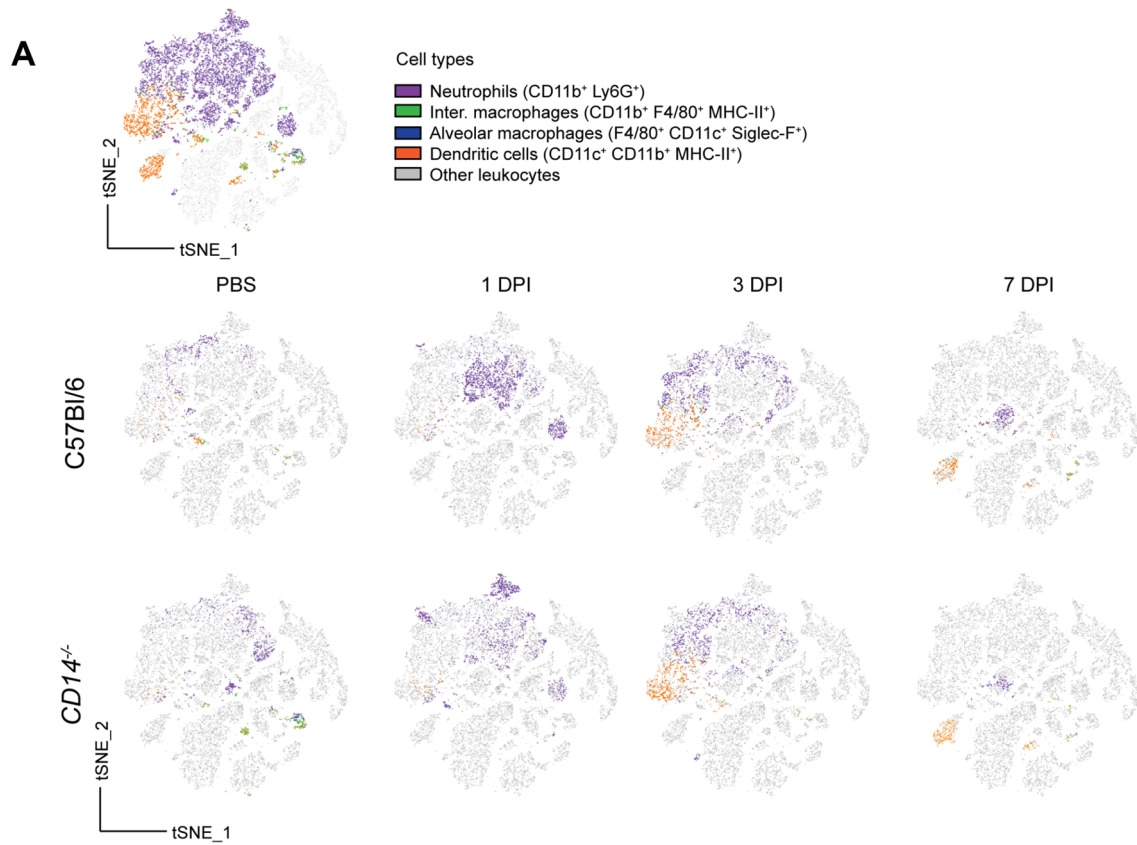 A
Cell types
Neutrophils (CD11b⁺ Ly6G⁺)
Inter. macrophages (CD11b⁺ F4/80⁺ MHC-II⁺)
Alveolar macrophages (F4/80⁺ CD11c⁺ Siglec-F⁺)
Dendritic cells (CD11c⁺ CD11b⁺ MHC-II⁺)
Other leukocytes
tSNE_2
tSNE_1
PBS 1 DPI 3 DPI 7 DPI
C57Bl/6
CD14⁻/⁻
tSNE_2
tSNE_1